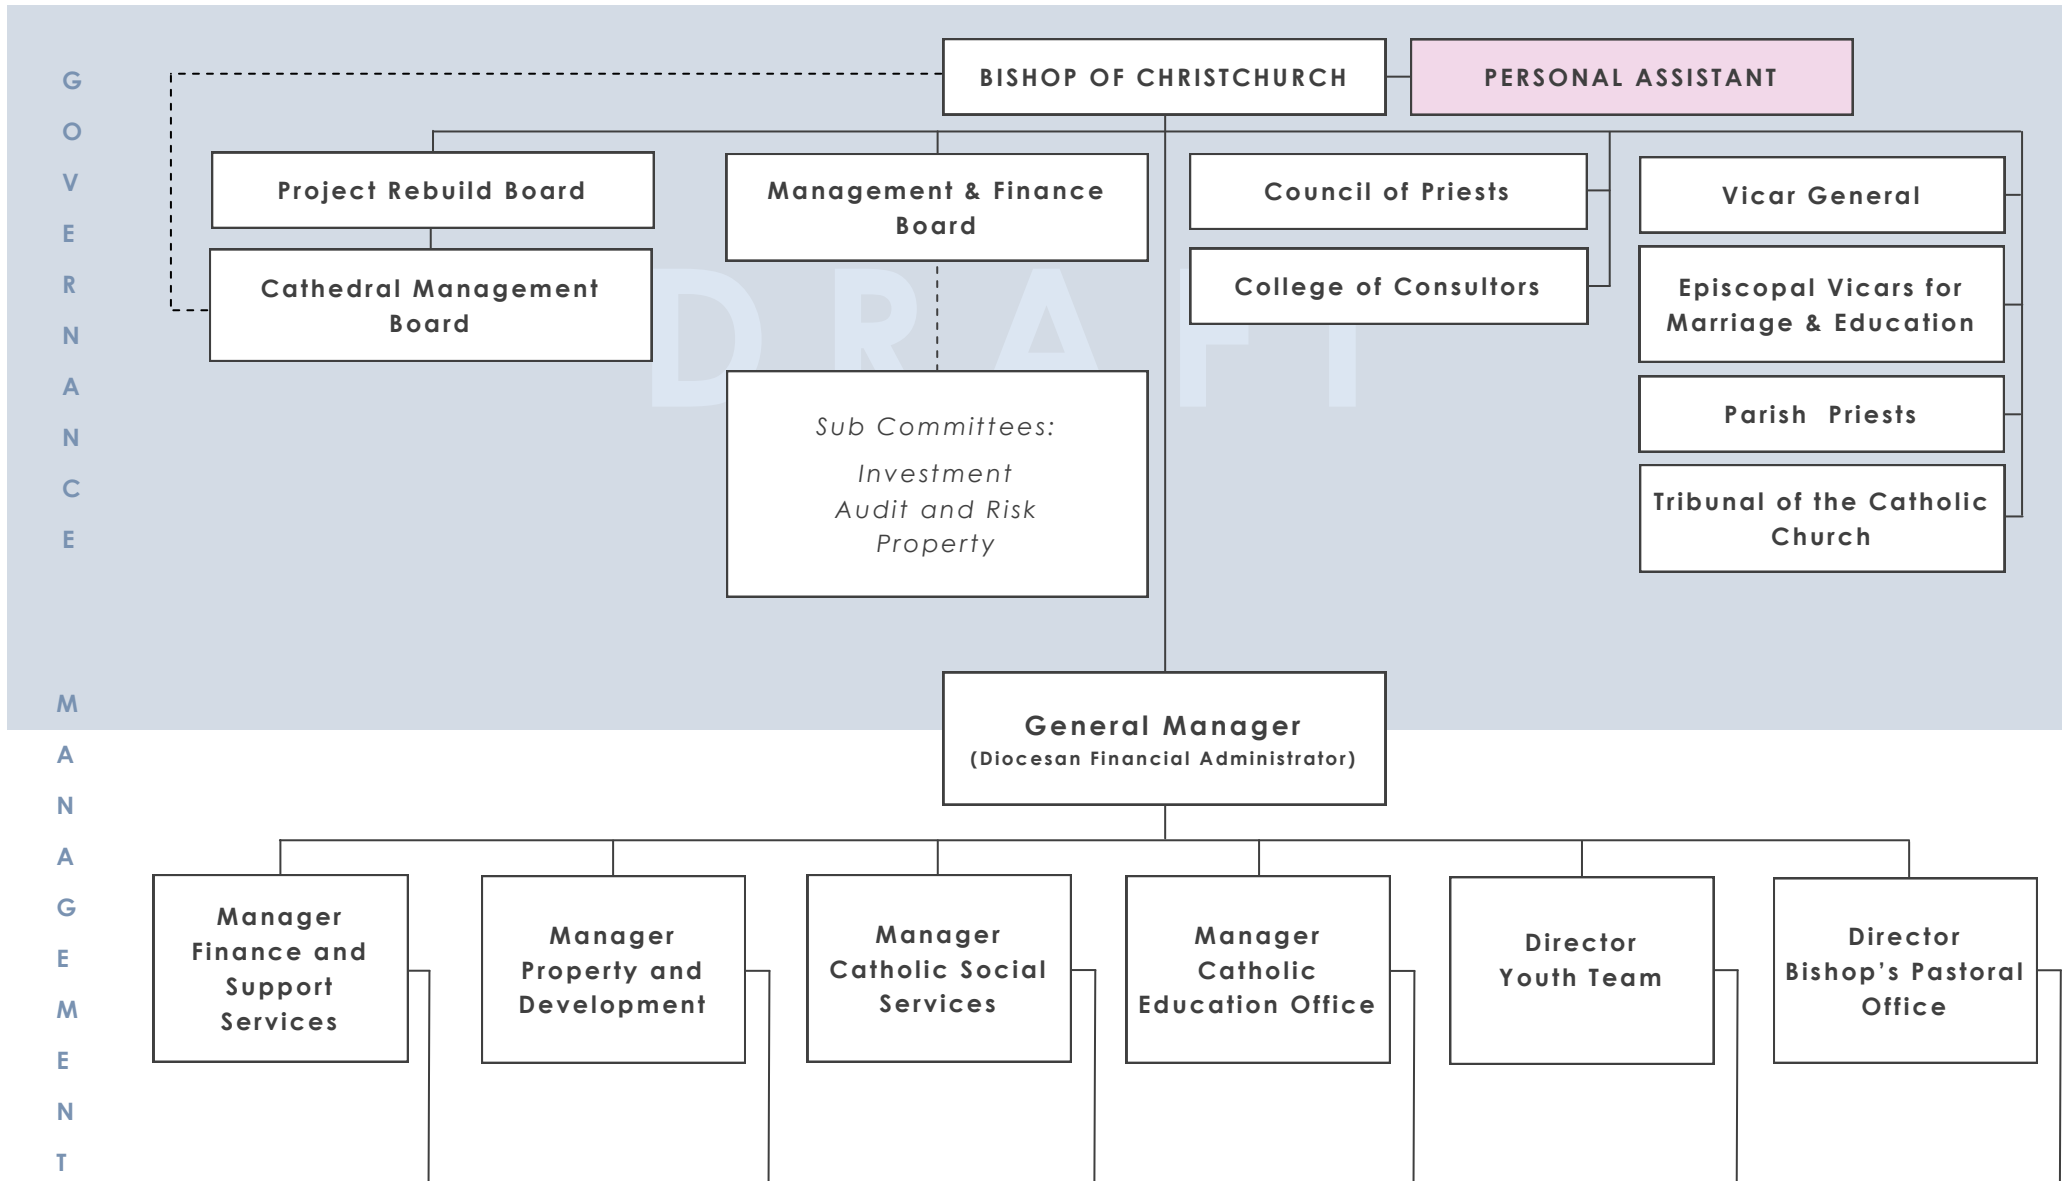 GOVERNANCE
BISHOP OF CHRISTCHURCH
PERSONAL ASSISTANT
Project Rebuild Board
Cathedral Management
Board
Management & Finance
Board
Sub Committees:
Investment
Audit and Risk
Property
Council of Priests
College of Consultors
Vicar General
Episcopal Vicars for
Marriage & Education
Parish Priests
Tribunal of the Catholic
Church
DRAFT
MANAGEMENT
General Manager
(Diocesan Financial Administrator)
Manager
Finance and
Support
Services
Manager
Property and
Development
Manager
Catholic Social
Services
Manager
Catholic
Education Office
Director
Youth Team
Director
Bishop’s Pastoral
Office